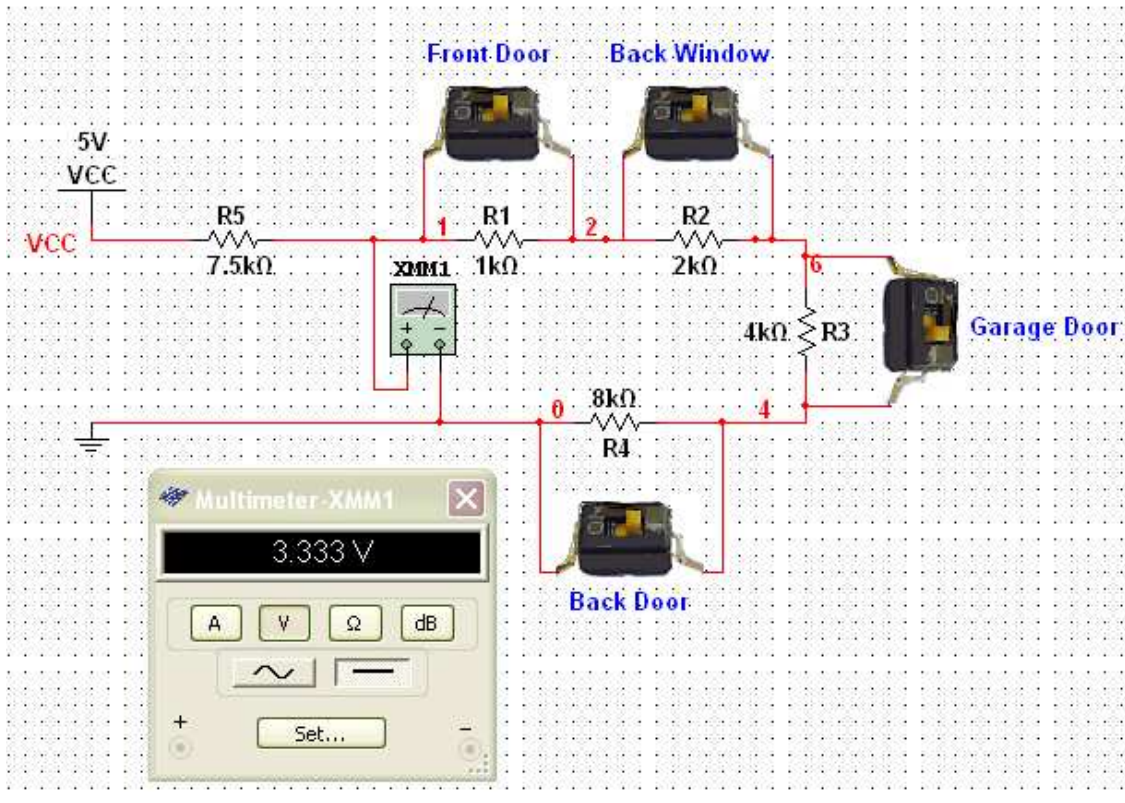 Front Door Back Window
5V
VCC
VCC
R5
7.5kΩ
1
R1
1kΩ
2
R2
2kΩ
6
XMM1
+ −
4kΩ R3
Garage Door
0
8kΩ
R4
4
Back Door
Multimeter-XMM1
3.333 V
A V Ω dB
+ Set... −